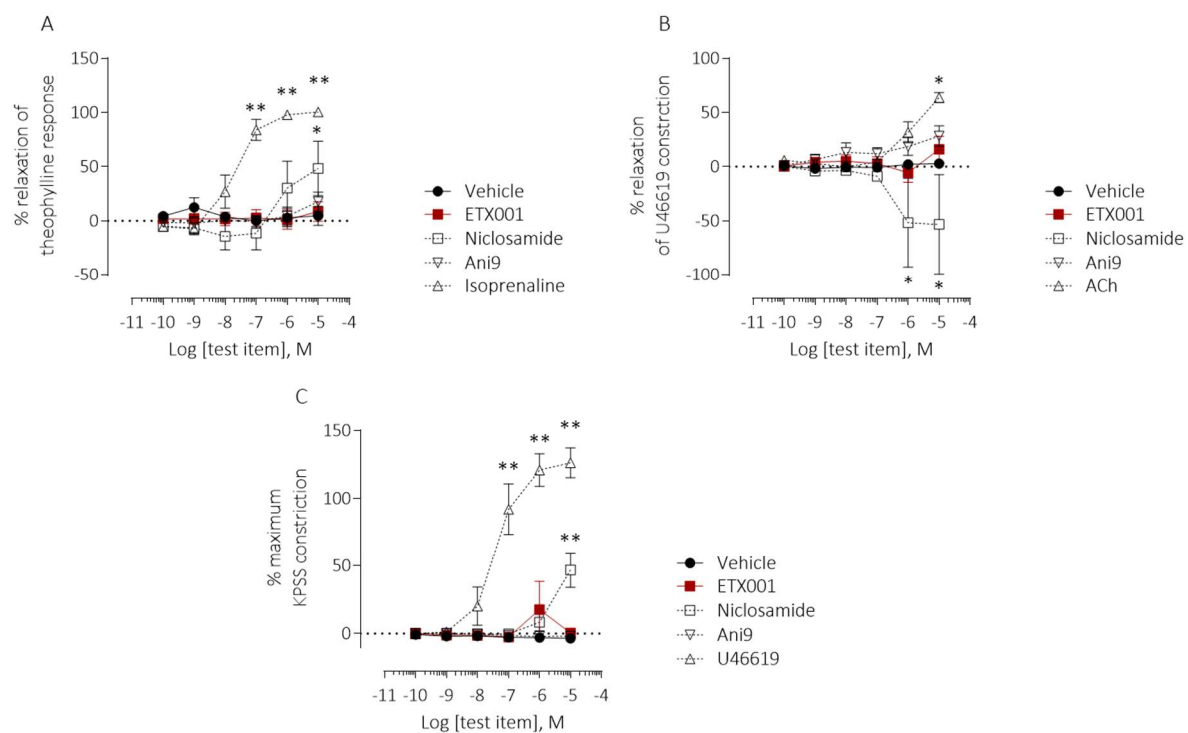 A
% relaxation of
theophylline response
150
100
50
0
-50
** ** **
*
-11 -10 -9 -8 -7 -6 -5 -4
Log [test item], M
Vehicle
ETX001
Niclosamide
Ani9
Isoprenaline
B
% relaxation
of U46619 constrction
100
50
0
-50
-100
*
* *
-11 -10 -9 -8 -7 -6 -5 -4
Log [test item], M
Vehicle
ETX001
Niclosamide
Ani9
ACh
C
% maximum
KPSS constriction
150
100
50
0
** ** **
**
-11 -10 -9 -8 -7 -6 -5 -4
Log [test item], M
Vehicle
ETX001
Niclosamide
Ani9
U46619